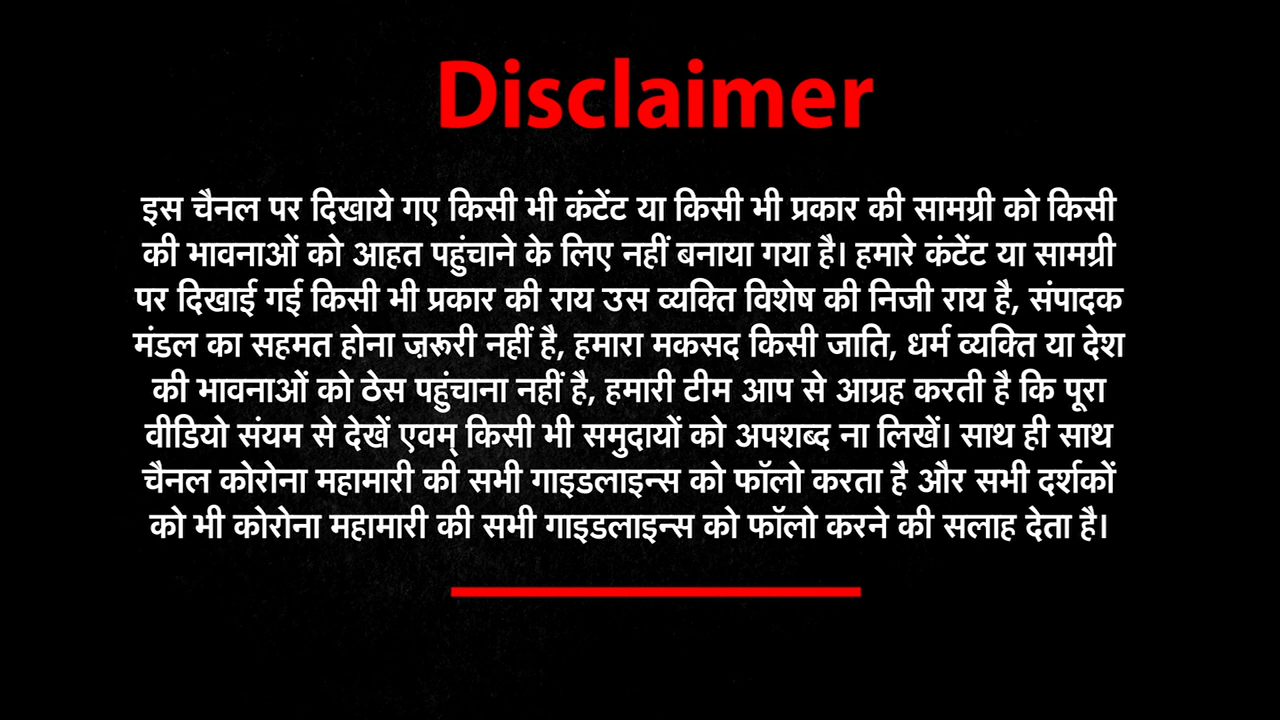 Disclaimer
इस चैनल पर दिखाये गए किसी भी कंटेंट या किसी भी प्रकार की सामग्री को किसी
की भावनाओं को आहत पहुंचाने के लिए नहीं बनाया गया है। हमारे कंटेंट या सामग्री
पर दिखाई गई किसी भी प्रकार की राय उस व्यक्ति विशेष की निजी राय है, संपादक
मंडल का सहमत होना ज़रूरी नहीं है, हमारा मकसद किसी जाति, धर्म व्यक्ति या देश
की भावनाओं को ठेस पहुंचाना नहीं है, हमारी टीम आप से आग्रह करती है कि पूरा
वीडियो संयम से देखें एवम् किसी भी समुदायों को अपशब्द ना लिखें। साथ ही साथ
चैनल कोरोना महामारी की सभी गाइडलाइन्स को फॉलो करता है और सभी दर्शकों
को भी कोरोना महामारी की सभी गाइडलाइन्स को फॉलो करने की सलाह देता है।